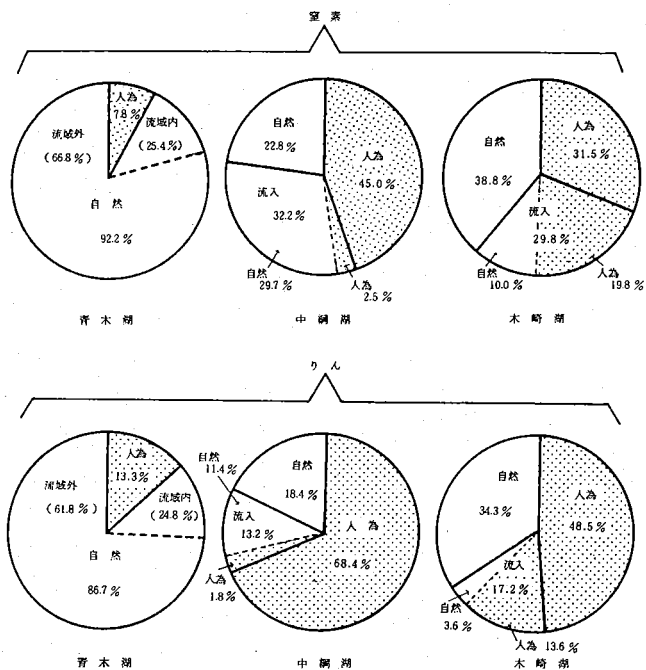 窒素
人為
7.8%
流域外
(66.8%)
流域内
(25.4%)
自然
92.2%
青木湖
自然
22.8%
人為
45.0%
流入
32.2%
自然
29.7%
人為
2.5%
中綱湖
自然
38.8%
人為
31.5%
流入
29.8%
自然
10.0%
人為
19.8%
木崎湖
りん
人為
13.3%
流域外
(61.8%)
流域内
(24.8%)
自然
86.7%
青木湖
自然
11.4%
自然
18.4%
流入
13.2%
人為
68.4%
人為
1.8%
中綱湖
自然
34.3%
人為
48.5%
流入
17.2%
自然
3.6%
人為 13.6%
木崎湖